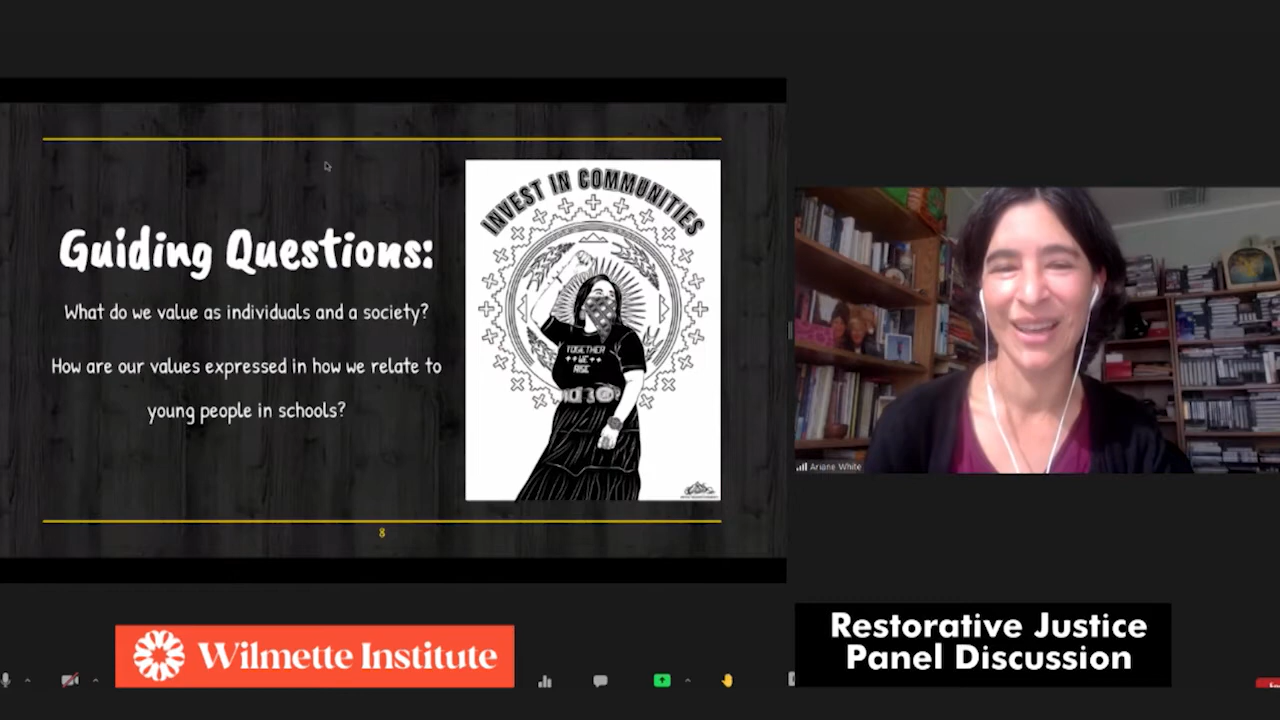 Guiding Questions:
What do we value as individuals and a society?
How are our values expressed in how we relate to
young people in schools?
INVEST IN COMMUNITIES
TOGETHER
WE
RISE
8
Ariane White
Wilmette Institute
Restorative Justice
Panel Discussion